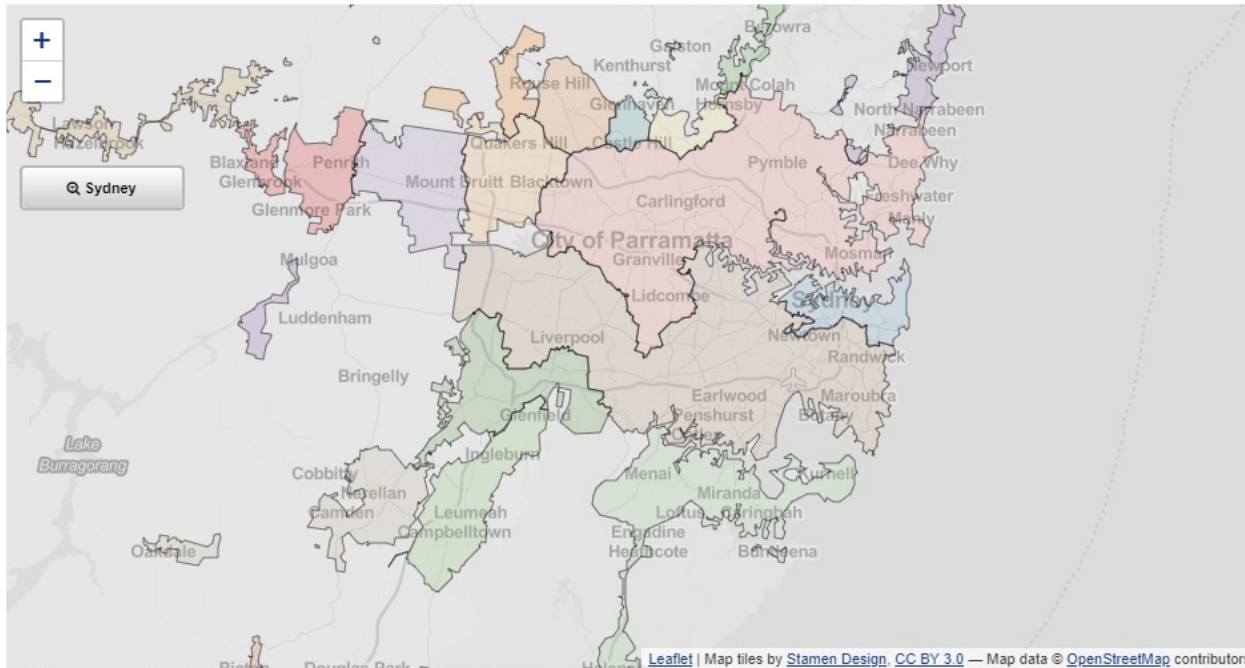 +
−
Berowra
Galston
Kenthurst
Rouse Hill
Mount Colah
Newport
Glenhaven
Hornsby
North Narrabeen
Lawson
Narrabeen
Hazelbrook
Quakers Hill
Castle Hill
Blaxland
Penrith
Pymble
Dee Why
Sydney
Glenbrook
Mount Druitt
Blacktown
Freshwater
Glenmore Park
Carlingford
Manly
City of Parramatta
Mulgoa
Granville
Mosman
Lidcombe
Sydney
Luddenham
Liverpool
Newtown
Randwick
Bringelly
Earlwood
Maroubra
Glenfield
Penshurst
Botany
Oatley
Lake
Burragorang
Ingleburn
Cobbitty
Menai
Kurnell
Narellan
Miranda
Camden
Leumeah
Loftus
Caringbah
Campbelltown
Engadine
Oakdale
Heathcote
Bundeena
Picton
Douglas Park
Leaflet | Map tiles by Stamen Design, CC BY 3.0 — Map data © OpenStreetMap contributors